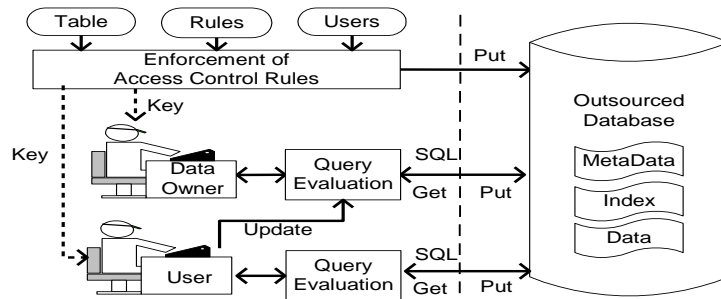 Table
Rules
Users
Enforcement of
Access Control Rules
Put
Key
Key
Outsourced
Database
MetaData
Index
Data
Data
Owner
Query
Evaluation
SQL
Get
Put
Update
User
Query
Evaluation
SQL
Get
Put